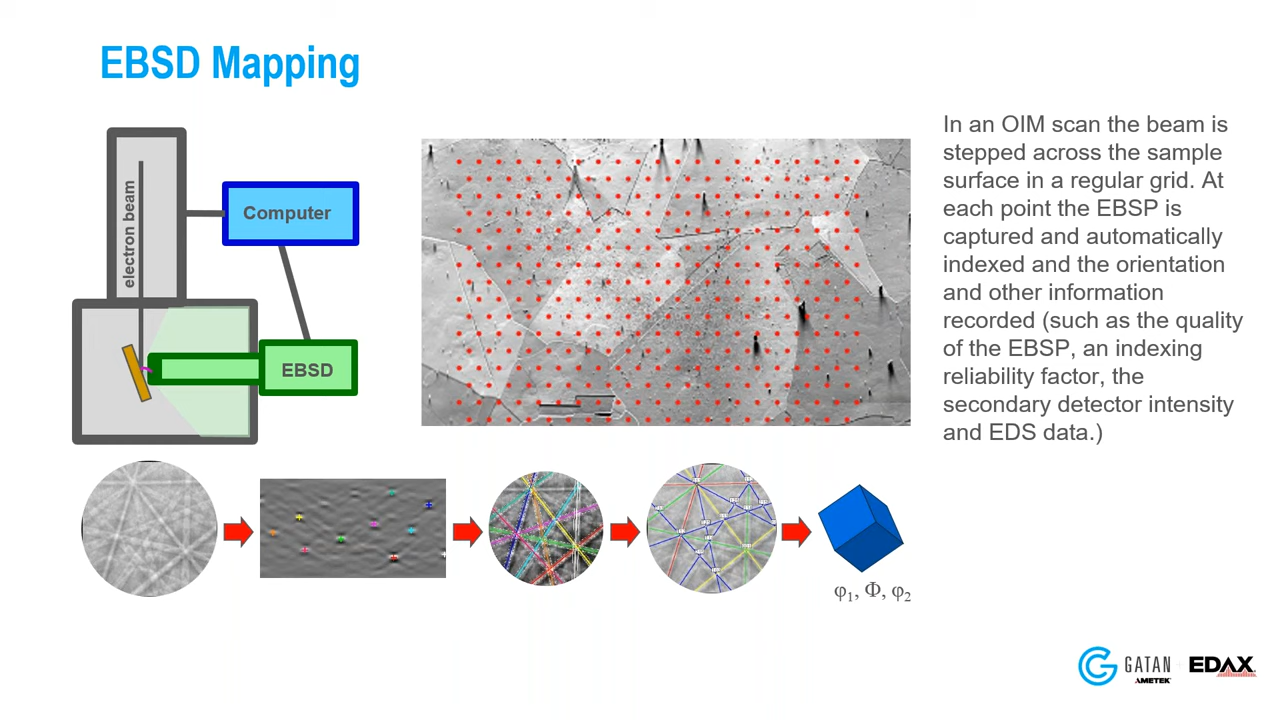 EBSD Mapping
electron beam
Computer
EBSD
In an OIM scan the beam is
stepped across the sample
surface in a regular grid. At
each point the EBSP is
captured and automatically
indexed and the orientation
and other information
recorded (such as the quality
of the EBSP, an indexing
reliability factor, the
secondary detector intensity
and EDS data.)
φ₁, Φ, φ₂
GATAN
AMETEK
EDAX